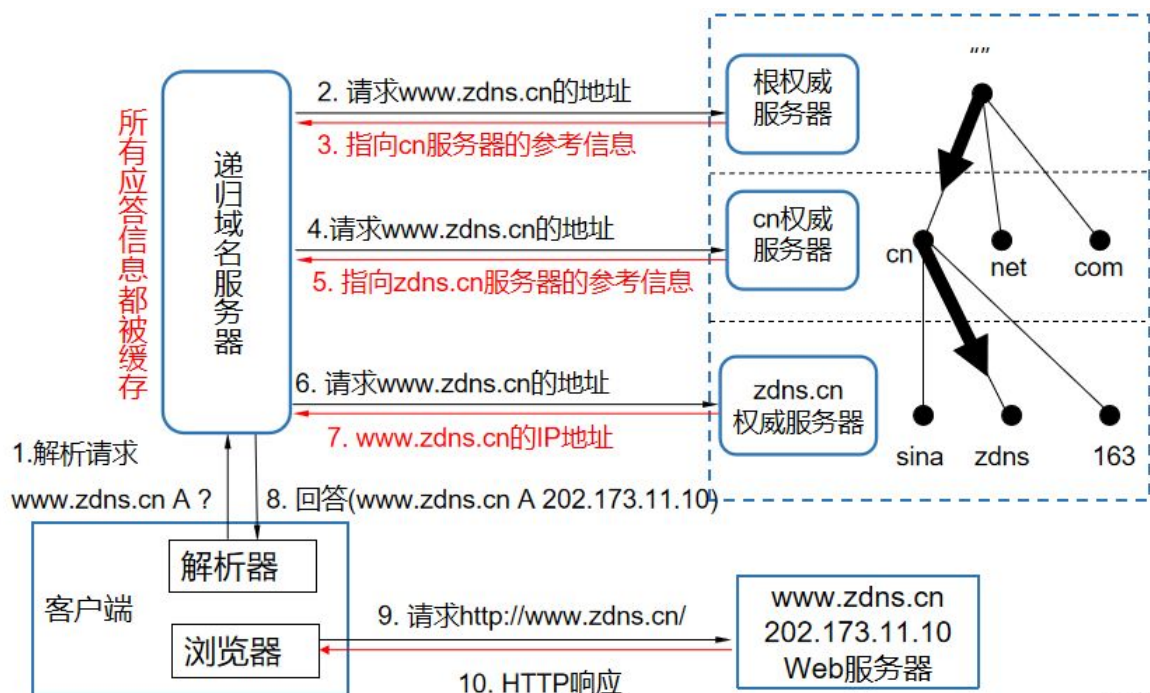 所有应答信息都被缓存
递归域名服务器
2. 请求www.zdns.cn的地址
3. 指向cn服务器的参考信息
根权威
服务器
“”
4.请求www.zdns.cn的地址
5. 指向zdns.cn服务器的参考信息
cn权威
服务器
cn
net
com
6. 请求www.zdns.cn的地址
7. www.zdns.cn的IP地址
zdns.cn
权威服务器
sina
zdns
163
1.解析请求
www.zdns.cn A ?
8. 回答(www.zdns.cn A 202.173.11.10)
客户端
解析器
浏览器
9. 请求http://www.zdns.cn/
10. HTTP响应
www.zdns.cn
202.173.11.10
Web服务器